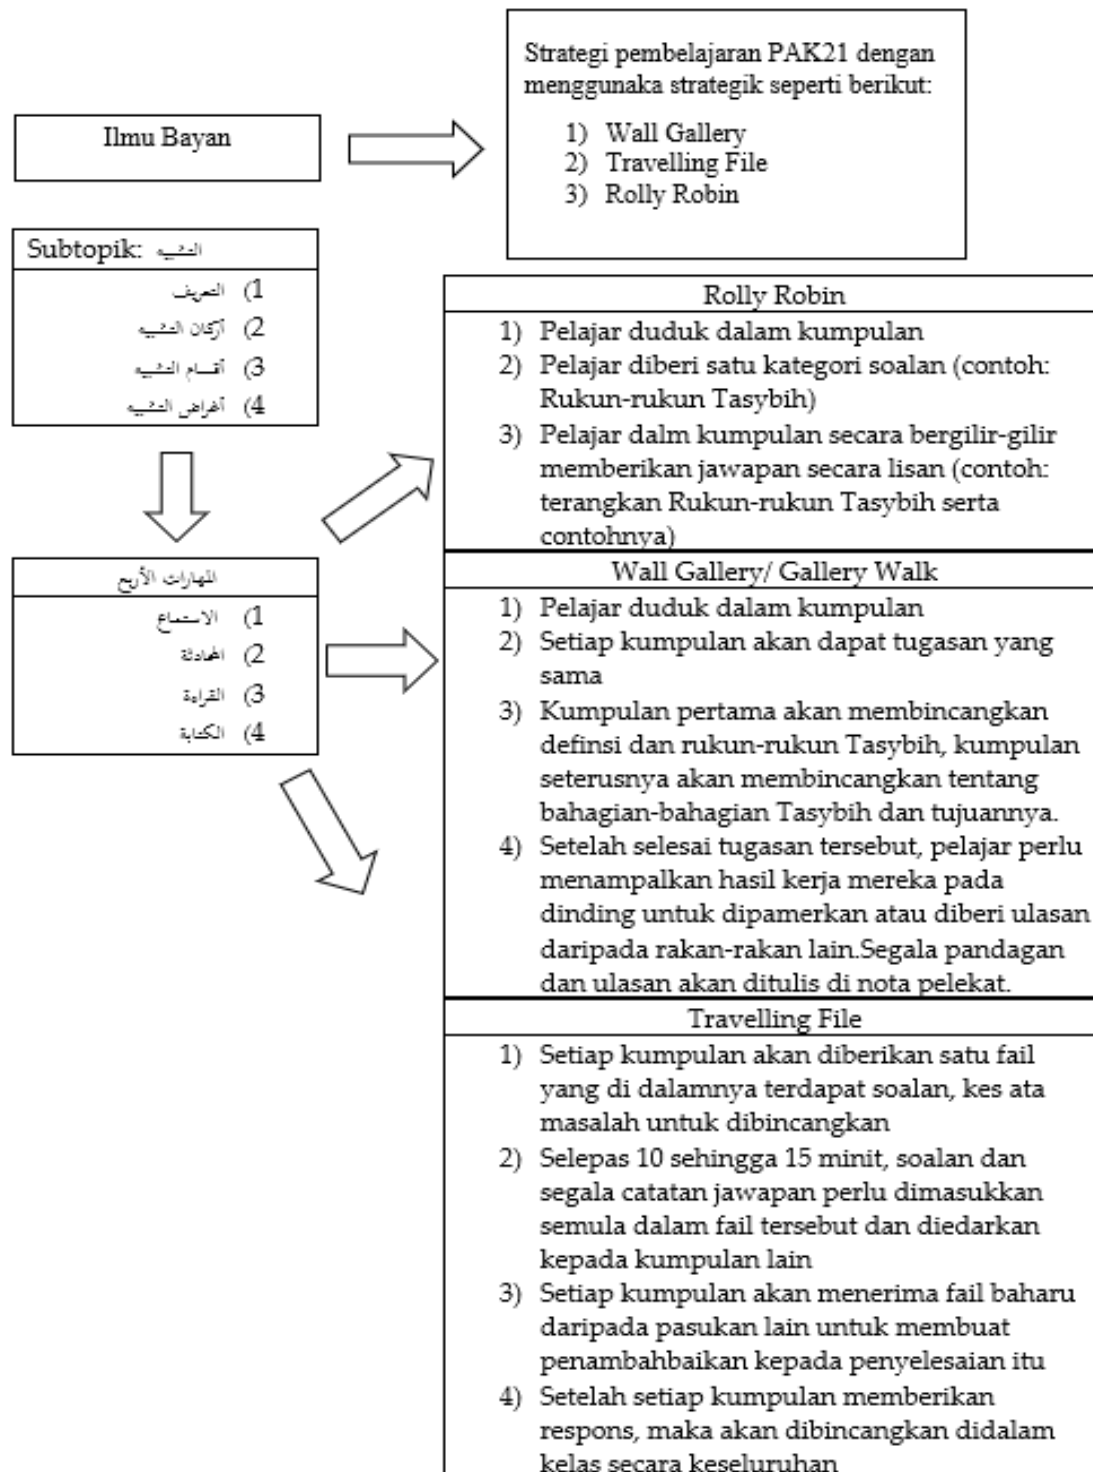 Ilmu Bayan
Strategi pembelajaran PAK21 dengan
menggunaka strategik seperti berikut:
1) Wall Gallery
2) Travelling File
3) Rolly Robin
Subtopik: التشبيه
1) التعريف
2) أركان التشبيه
3) أقسام التشبيه
4) أغراض التشبيه
المهارات الأربع
1) الاستماع
2) المحادثة
3) القراءة
4) الكتابة
Rolly Robin
1) Pelajar duduk dalam kumpulan
2) Pelajar diberi satu kategori soalan (contoh:
Rukun-rukun Tasybih)
3) Pelajar dalm kumpulan secara bergilir-gilir
memberikan jawapan secara lisan (contoh:
terangkan Rukun-rukun Tasybih serta
contohnya)
Wall Gallery/ Gallery Walk
1) Pelajar duduk dalam kumpulan
2) Setiap kumpulan akan dapat tugasan yang
sama
3) Kumpulan pertama akan membincangkan
definsi dan rukun-rukun Tasybih, kumpulan
seterusnya akan membincangkan tentang
bahagian-bahagian Tasybih dan tujuannya.
4) Setelah selesai tugasan tersebut, pelajar perlu
menampalkan hasil kerja mereka pada
dinding untuk dipamerkan atau diberi ulasan
daripada rakan-rakan lain.Segala pandagan
dan ulasan akan ditulis di nota pelekat.
Travelling File
1) Setiap kumpulan akan diberikan satu fail
yang di dalamnya terdapat soalan, kes ata
masalah untuk dibincangkan
2) Selepas 10 sehingga 15 minit, soalan dan
segala catatan jawapan perlu dimasukkan
semula dalam fail tersebut dan diedarkan
kepada kumpulan lain
3) Setiap kumpulan akan menerima fail baharu
daripada pasukan lain untuk membuat
penambahbaikan kepada penyelesaian itu
4) Setelah setiap kumpulan memberikan
respons, maka akan dibincangkan didalam
kelas secara keseluruhan